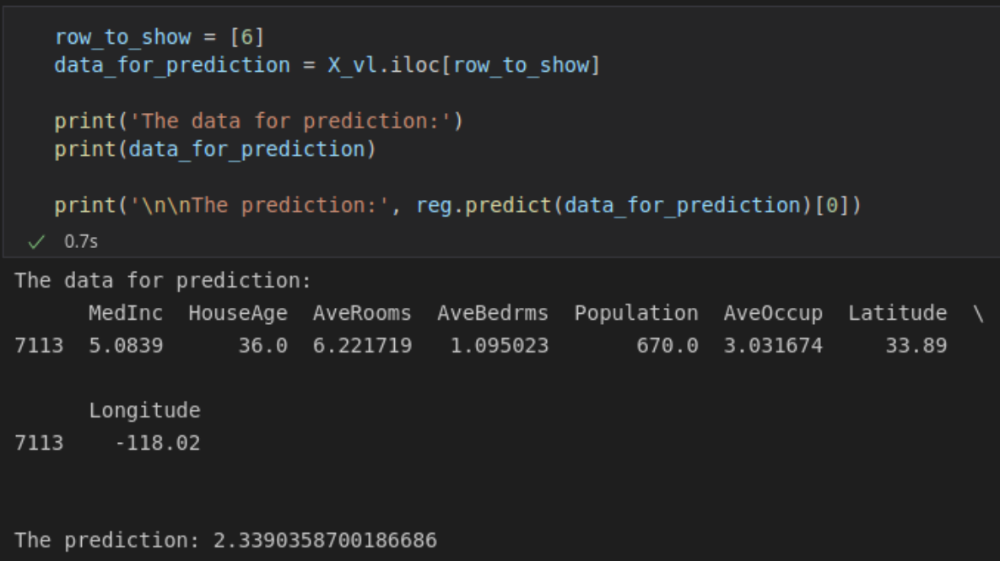 row_to_show = [6]
data_for_prediction = X_vl.iloc[row_to_show]
print('The data for prediction:')
print(data_for_prediction)
print('\n\nThe prediction:', reg.predict(data_for_prediction)[0])
✓ 0.7s
The data for prediction:
      MedInc  HouseAge  AveRooms  AveBedrms  Population  AveOccup  Latitude  \
7113  5.0839      36.0  6.221719   1.095023       670.0  3.031674     33.89
      Longitude
7113    -118.02
The prediction: 2.3390358700186686